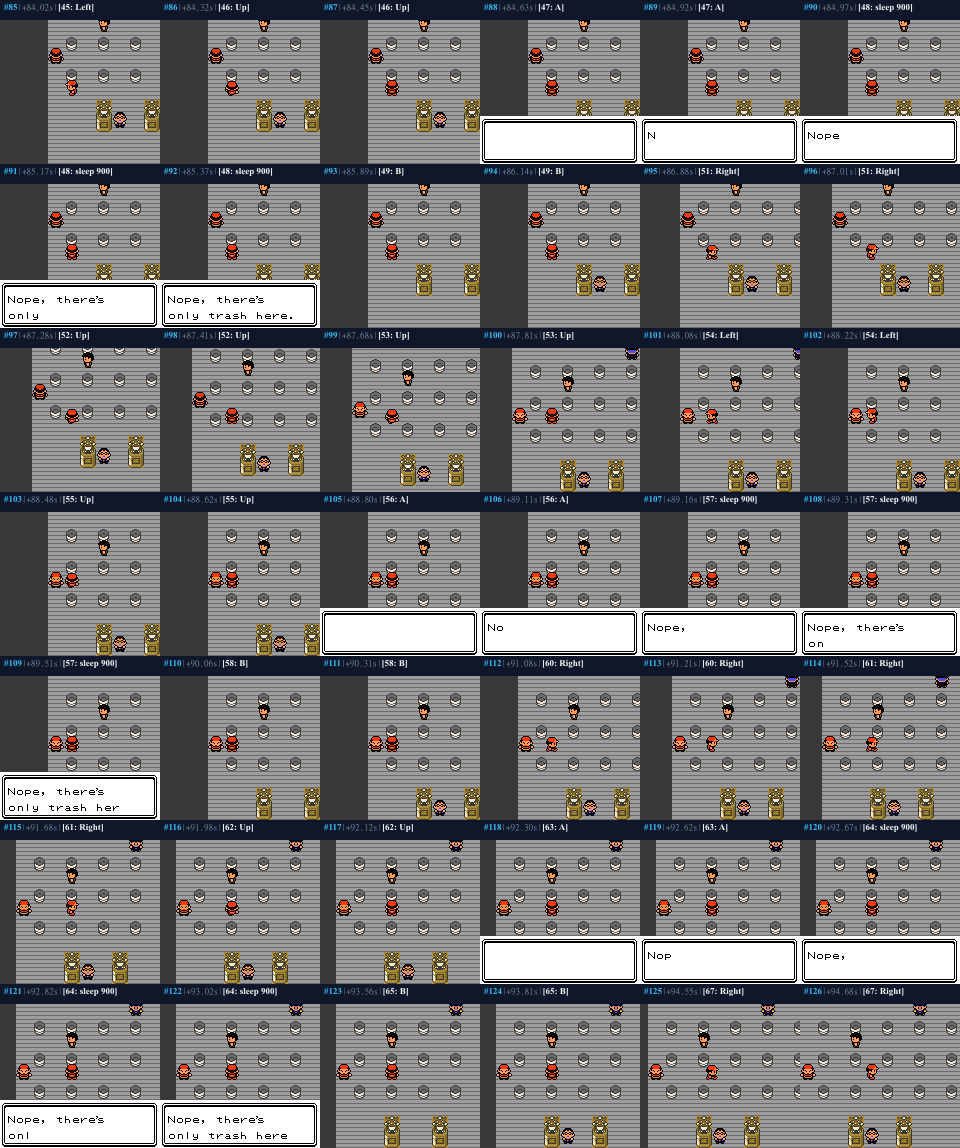 #85|+84.02s|[45: Left]
#86|+84.32s|[46: Up]
#87|+84.45s|[46: Up]
#88|+84.63s|[47: A]
#89|+84.92s|[47: A]
#90|+84.97s|[48: sleep 900]
N
Nope
#91|+85.17s|[48: sleep 900]
#92|+85.37s|[48: sleep 900]
#93|+85.89s|[49: B]
#94|+86.14s|[49: B]
#95|+86.88s|[51: Right]
#96|+87.01s|[51: Right]
Nope, there's
only
Nope, there's
only trash here.
#97|+87.28s|[52: Up]
#98|+87.41s|[52: Up]
#99|+87.68s|[53: Up]
#100|+87.81s|[53: Up]
#101|+88.08s|[54: Left]
#102|+88.22s|[54: Left]
#103|+88.48s|[55: Up]
#104|+88.62s|[55: Up]
#105|+88.80s|[56: A]
#106|+89.11s|[56: A]
#107|+89.16s|[57: sleep 900]
#108|+89.31s|[57: sleep 900]
No
Nope,
Nope, there's
on
#109|+89.51s|[57: sleep 900]
#110|+90.06s|[58: B]
#111|+90.31s|[58: B]
#112|+91.08s|[60: Right]
#113|+91.21s|[60: Right]
#114|+91.52s|[61: Right]
Nope, there's
only trash her
#115|+91.68s|[61: Right]
#116|+91.98s|[62: Up]
#117|+92.12s|[62: Up]
#118|+92.30s|[63: A]
#119|+92.62s|[63: A]
#120|+92.67s|[64: sleep 900]
Nop
Nope,
#121|+92.82s|[64: sleep 900]
#122|+93.02s|[64: sleep 900]
#123|+93.56s|[65: B]
#124|+93.81s|[65: B]
#125|+94.55s|[67: Right]
#126|+94.68s|[67: Right]
Nope, there's
onl
Nope, there's
only trash here